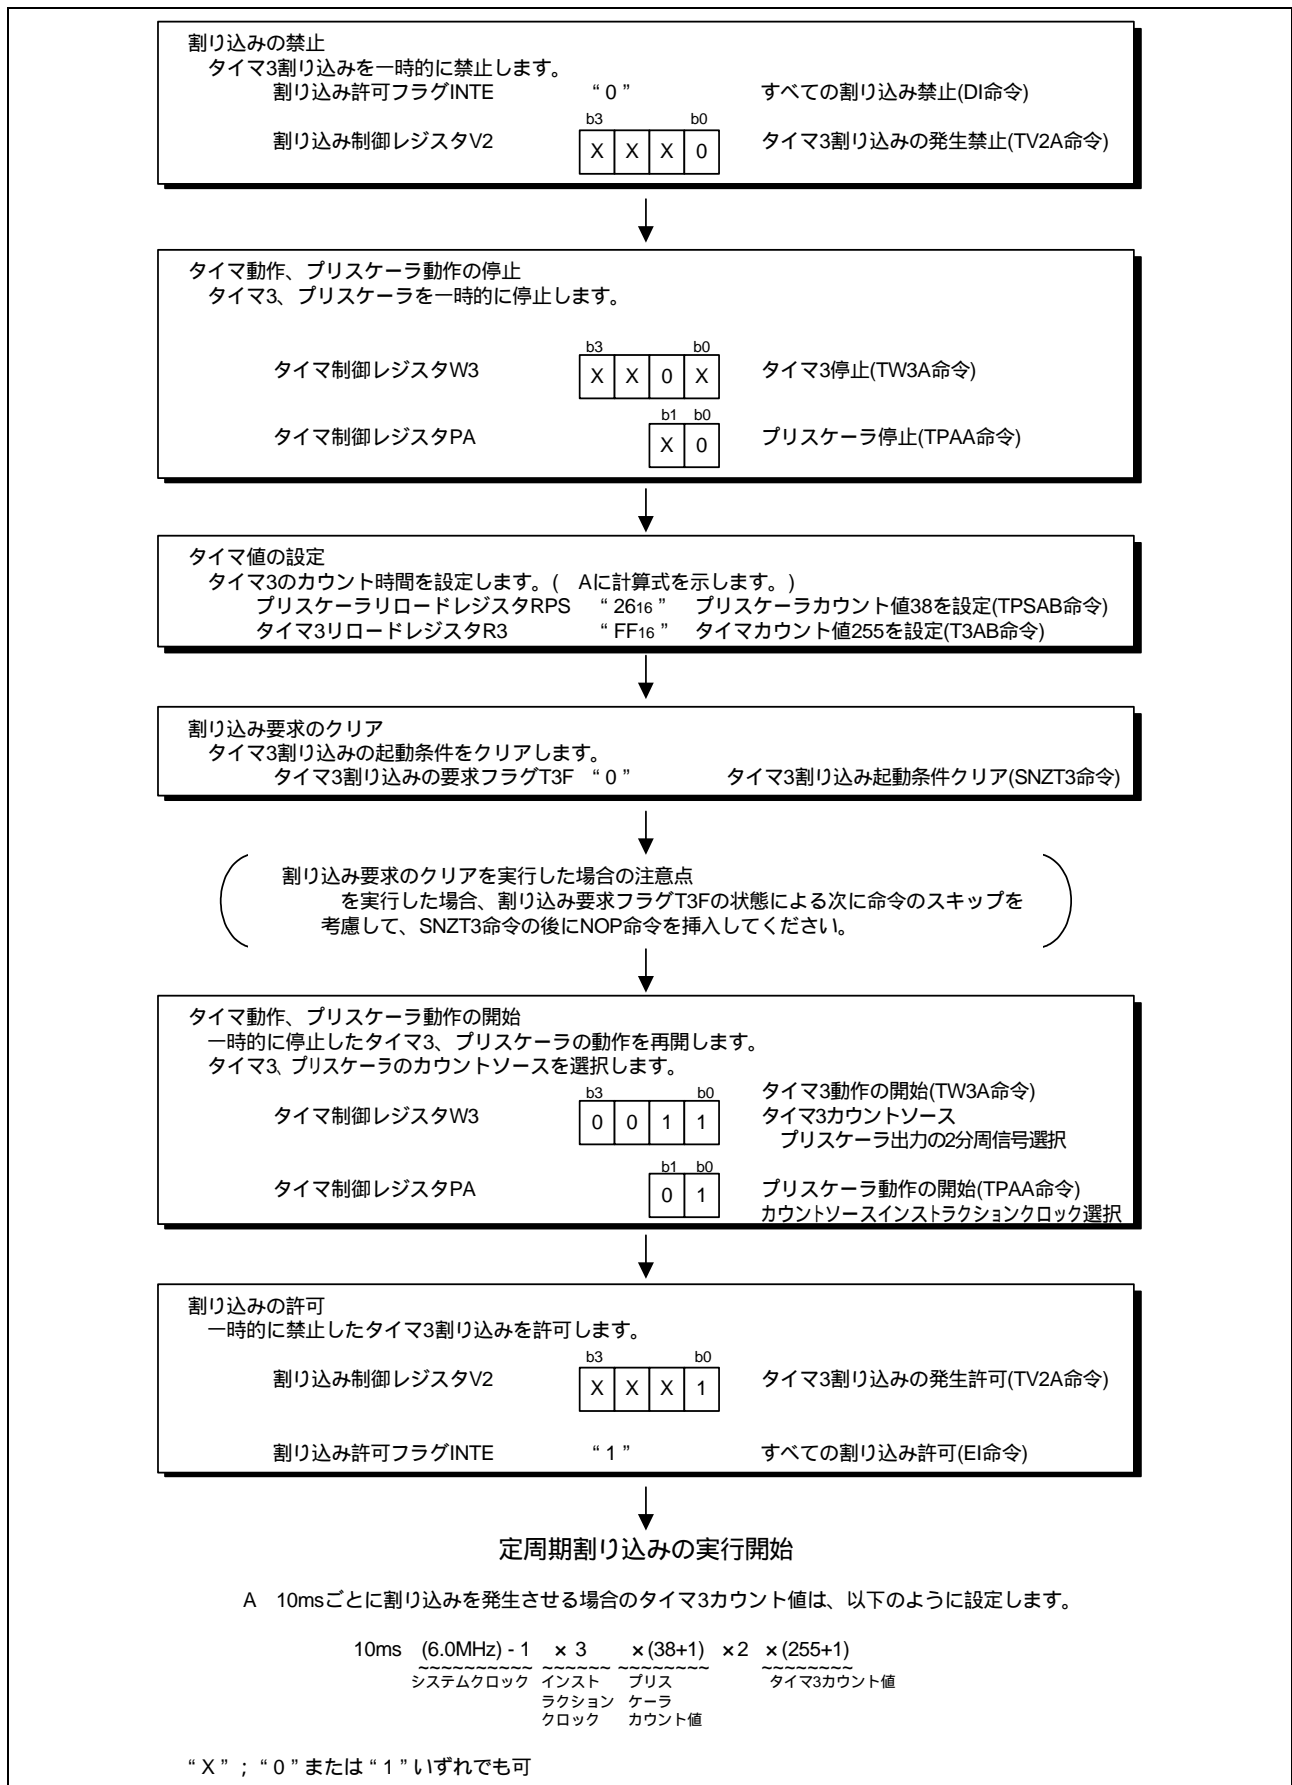 割り込みの禁止
タイマ3割り込みを一時的に禁止します。
割り込み許可フラグINTE “ 0 ” すべての割り込み禁止(DI命令)
b3 b0
割り込み制御レジスタV2 X X X 0 タイマ3割り込みの発生禁止(TV2A命令)
タイマ動作、プリスケーラ動作の停止
タイマ3、プリスケーラを一時的に停止します。
b3 b0
タイマ制御レジスタW3 X X 0 X タイマ3停止(TW3A命令)
b1 b0
タイマ制御レジスタPA X 0 プリスケーラ停止(TPAA命令)
タイマ値の設定
タイマ3のカウント時間を設定します。( Aに計算式を示します。)
プリスケーラリロードレジスタRPS “ 2616 ” プリスケーラカウント値38を設定(TPSAB命令)
タイマ3リロードレジスタR3 “ FF16 ” タイマカウント値255を設定(T3AB命令)
割り込み要求のクリア
タイマ3割り込みの起動条件をクリアします。
タイマ3割り込みの要求フラグT3F “ 0 ” タイマ3割り込み起動条件クリア(SNZT3命令)
割り込み要求のクリアを実行した場合の注意点
を実行した場合、割り込み要求フラグT3Fの状態による次に命令のスキップを
考慮して、SNZT3命令の後にNOP命令を挿入してください。
タイマ動作、プリスケーラ動作の開始
一時的に停止したタイマ3、プリスケーラの動作を再開します。
タイマ3、プリスケーラのカウントソースを選択します。
b3 b0 タイマ3動作の開始(TW3A命令)
タイマ制御レジスタW3 0 0 1 1 タイマ3カウントソース
プリスケーラ出力の2分周信号選択
b1 b0
タイマ制御レジスタPA 0 1 プリスケーラ動作の開始(TPAA命令)
カウントソースインストラクションクロック選択
割り込みの許可
一時的に禁止したタイマ3割り込みを許可します。
b3 b0
割り込み制御レジスタV2 X X X 1 タイマ3割り込みの発生許可(TV2A命令)
割り込み許可フラグINTE “ 1 ” すべての割り込み許可(EI命令)
定周期割り込みの実行開始
A 10msごとに割り込みを発生させる場合のタイマ3カウント値は、以下のように設定します。
10ms (6.0MHz) - 1 × 3 ×(38+1) ×2 ×(255+1)
システムクロック インスト プリス タイマ3カウント値
ラクション ケーラ
クロック カウント値
“ X ” ; “ 0 ” または “ 1 ” いずれでも可